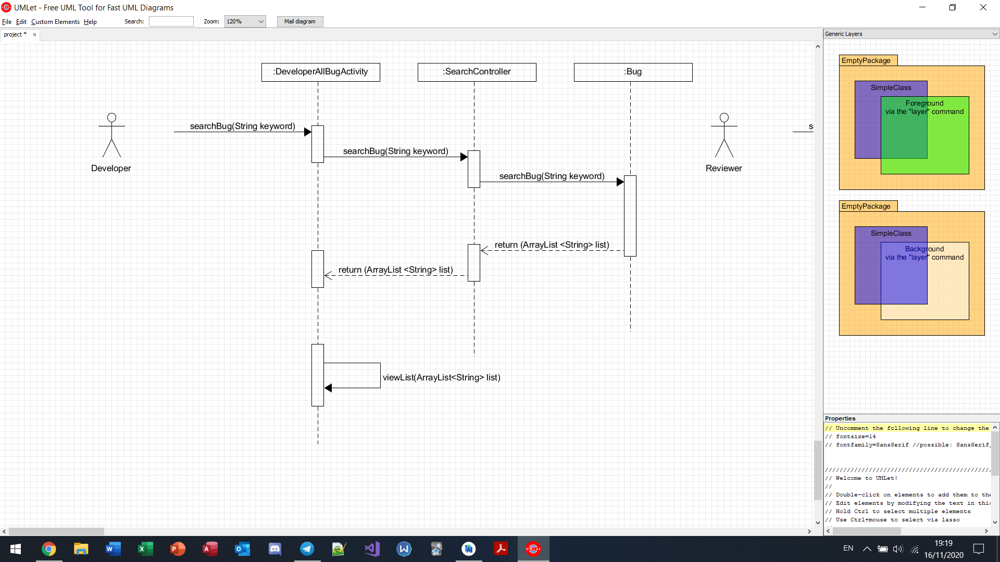 UMLet - Free UML Tool for Fast UML Diagrams
File Edit Custom Elements Help Search: Zoom: 120% Mail diagram
project *
Generic Layers
:DeveloperAllBugActivity
:SearchController
:Bug
Developer
searchBug(String keyword)
searchBug(String keyword)
searchBug(String keyword)
return (ArrayList <String> list)
return (ArrayList <String> list)
viewList(ArrayList<String> list)
Reviewer
EmptyPackage
SimpleClass
Foreground
via the "layer" command
EmptyPackage
SimpleClass
Background
via the "layer" command
Properties
// Uncomment the following line to change the
// fontsize=14
// fontfamily=SansSerif //possible: SansSerif,
/////////////////////////////////////////////
// Welcome to UMLet!
//
// Double-click on elements to add them to the
// Edit elements by modifying the text in this
// Hold Ctrl to select multiple elements
// Use Ctrl+mouse to select via lasso
EN
19:19
16/11/2020